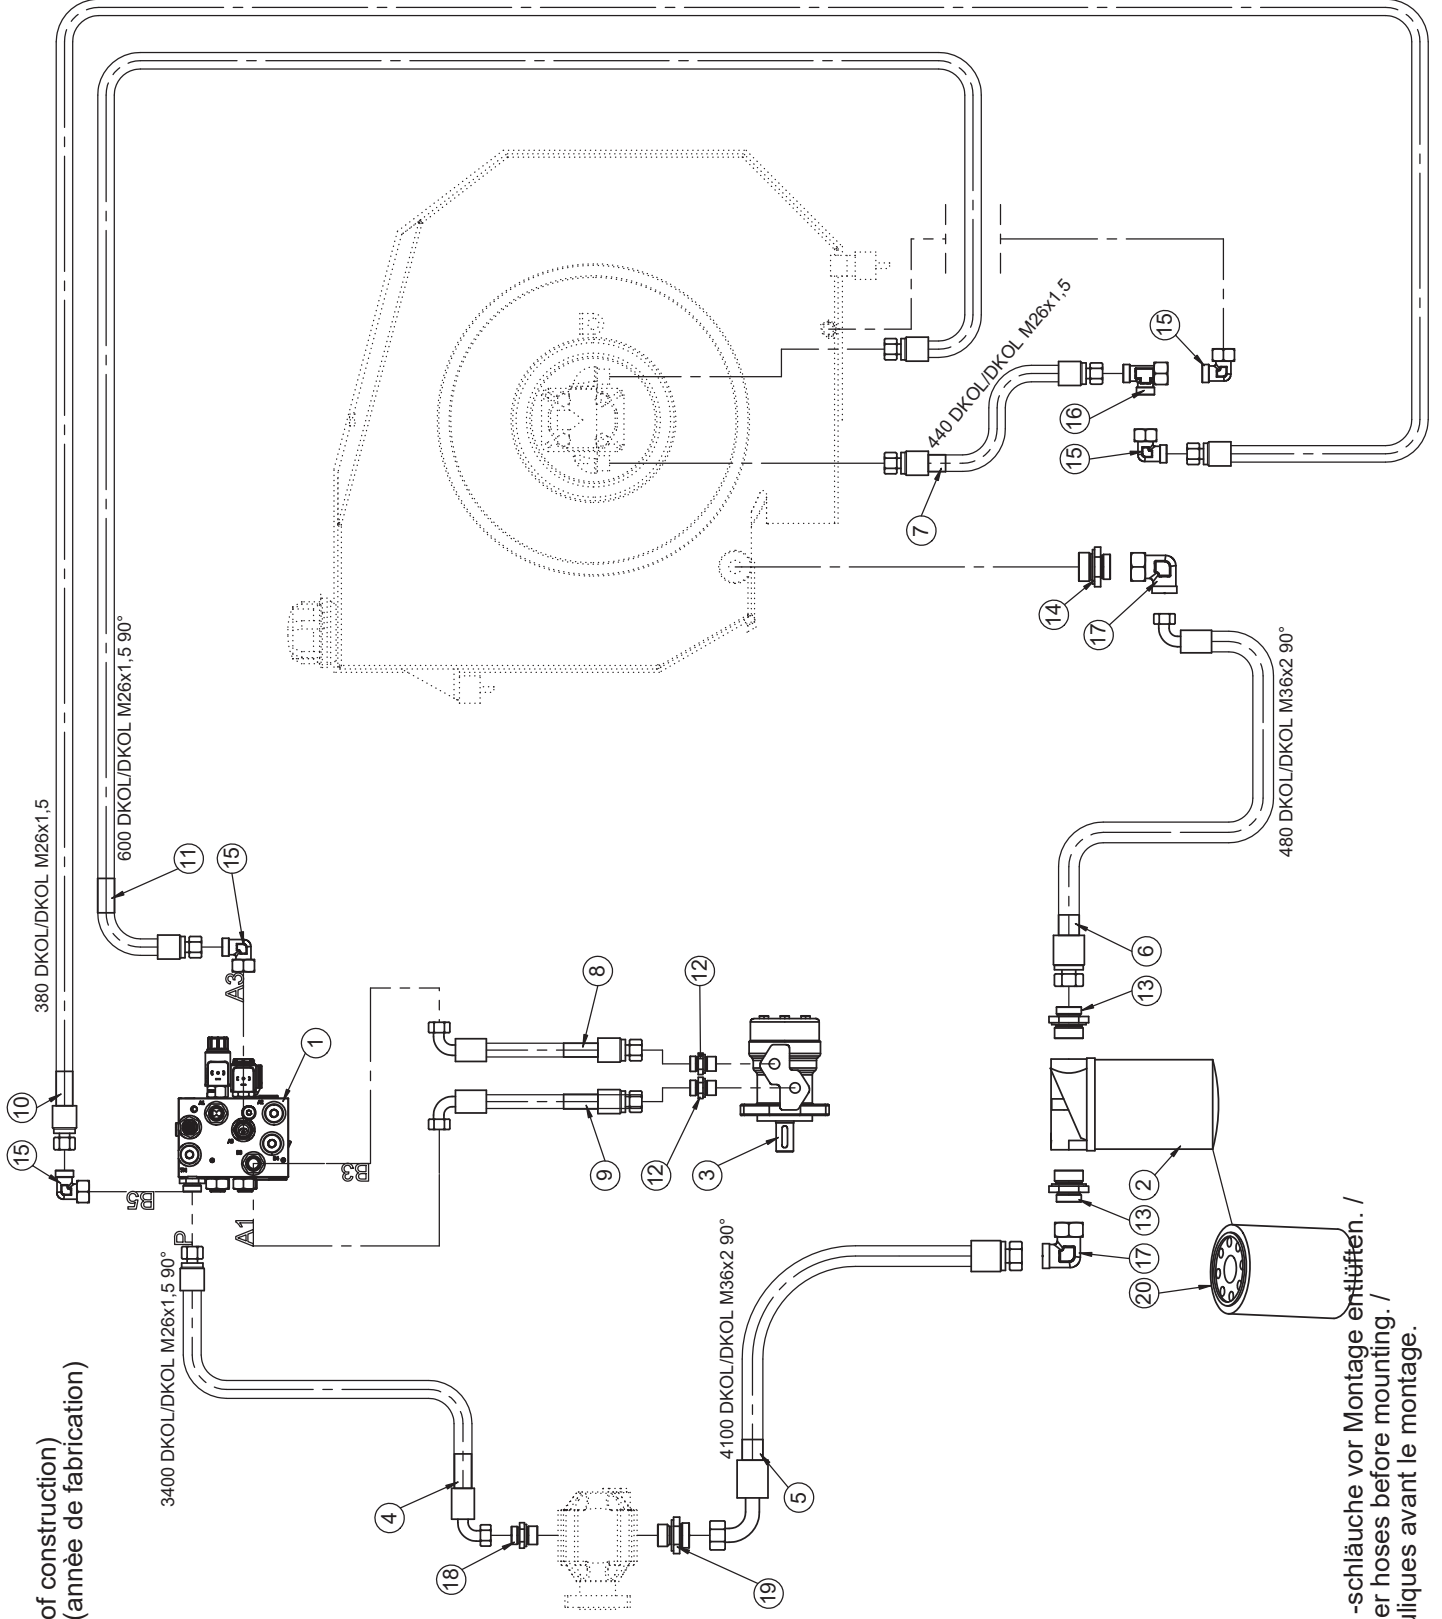 of construction)
(annèe de fabrication)
3400 DKOL/DKOL M26x1,5 90°
380 DKOL/DKOL M26x1,5
600 DKOL/DKOL M26x1,5 90°
4100 DKOL/DKOL M36x2 90°
480 DKOL/DKOL M36x2 90°
440 DKOL/DKOL M26x1,5
10
15
B5
P
A1
B3
A3
1
11
15
4
18
19
5
9
8
12
12
3
20
17
13
2
13
6
7
14
17
15
16
15
-schläuche vor Montage entlüften. /
er hoses before mounting. /
uliques avant le montage.